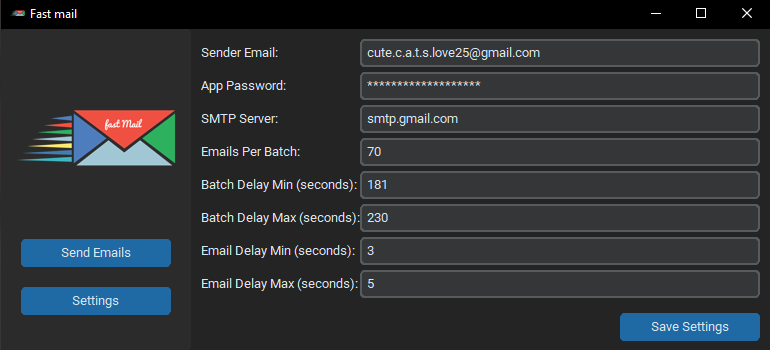 Fast mail
fast Mail
Send Emails
Settings
Sender Email: cute.c.a.t.s.love25@gmail.com
App Password: *******************
SMTP Server: smtp.gmail.com
Emails Per Batch: 70
Batch Delay Min (seconds): 181
Batch Delay Max (seconds): 230
Email Delay Min (seconds): 3
Email Delay Max (seconds): 5
Save Settings